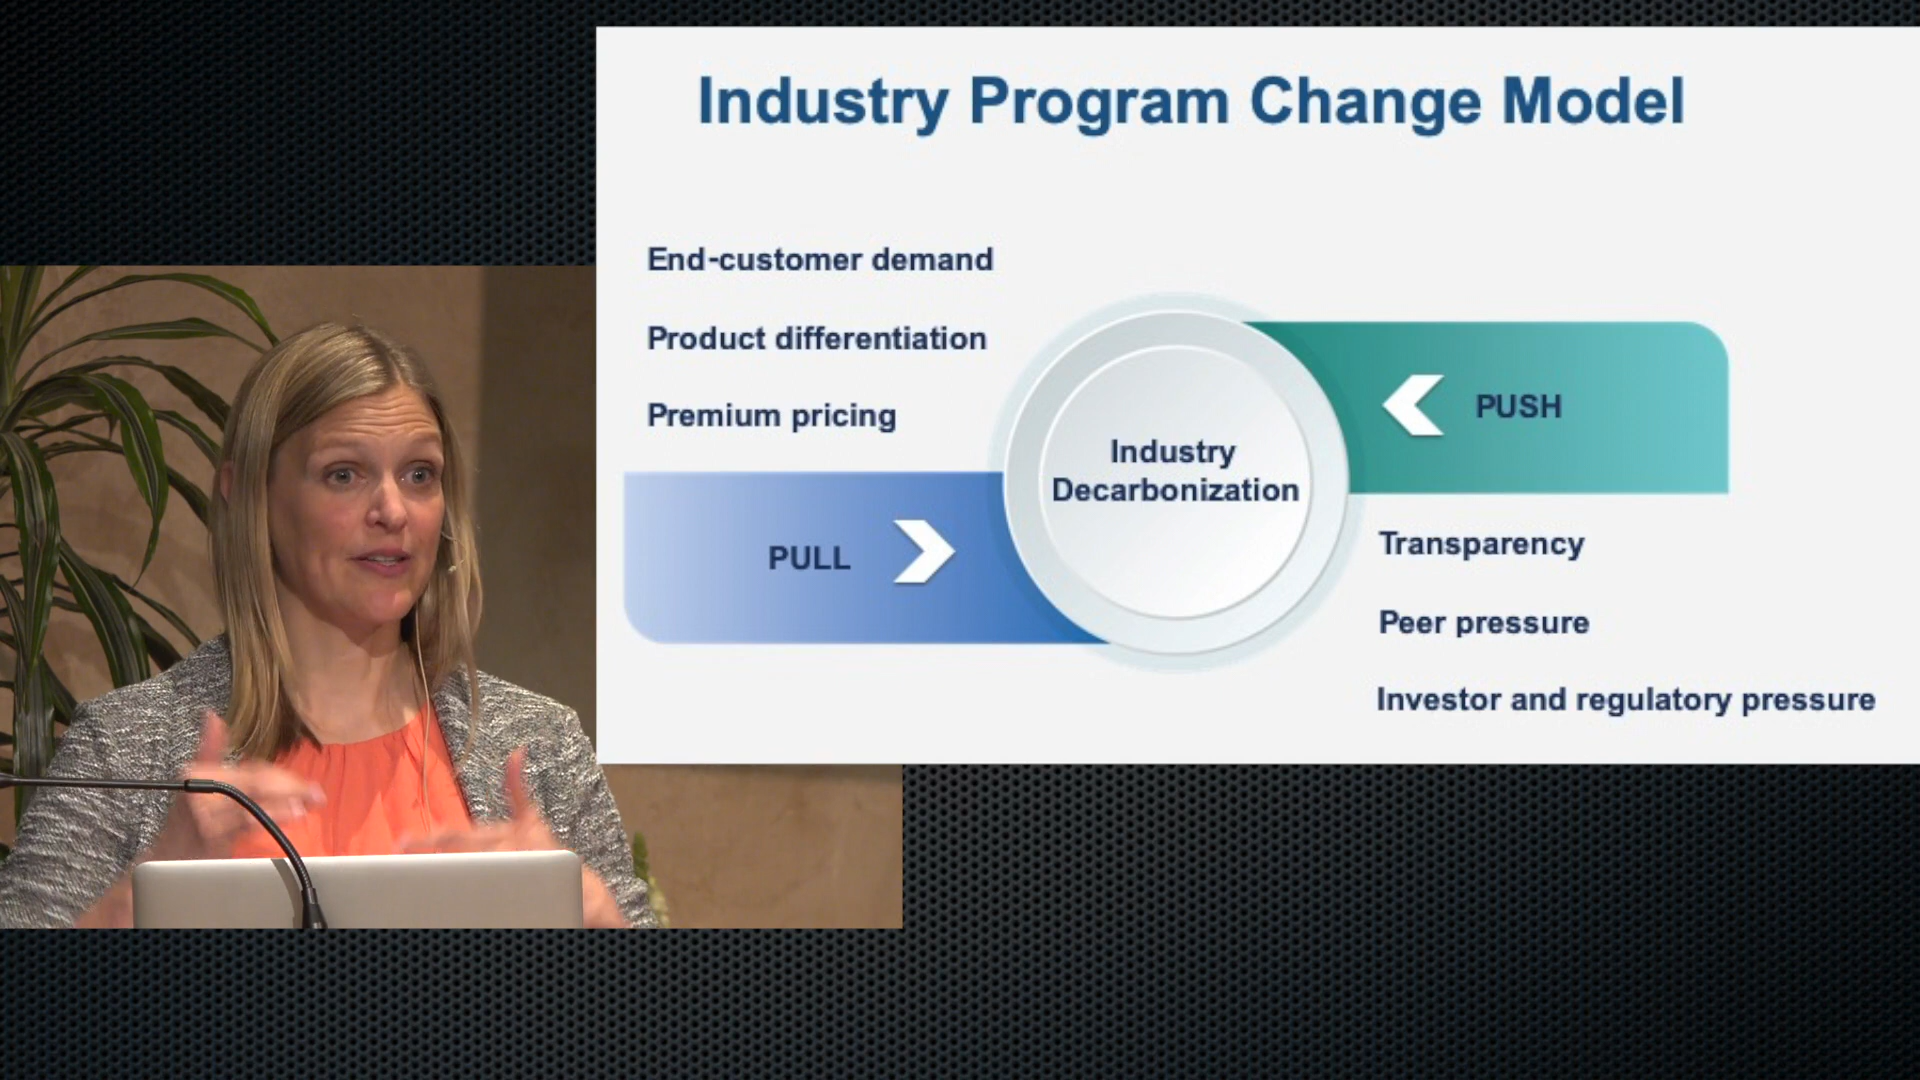 Industry Program Change Model
End-customer demand
Product differentiation
Premium pricing
PULL
Industry
Decarbonization
PUSH
Transparency
Peer pressure
Investor and regulatory pressure